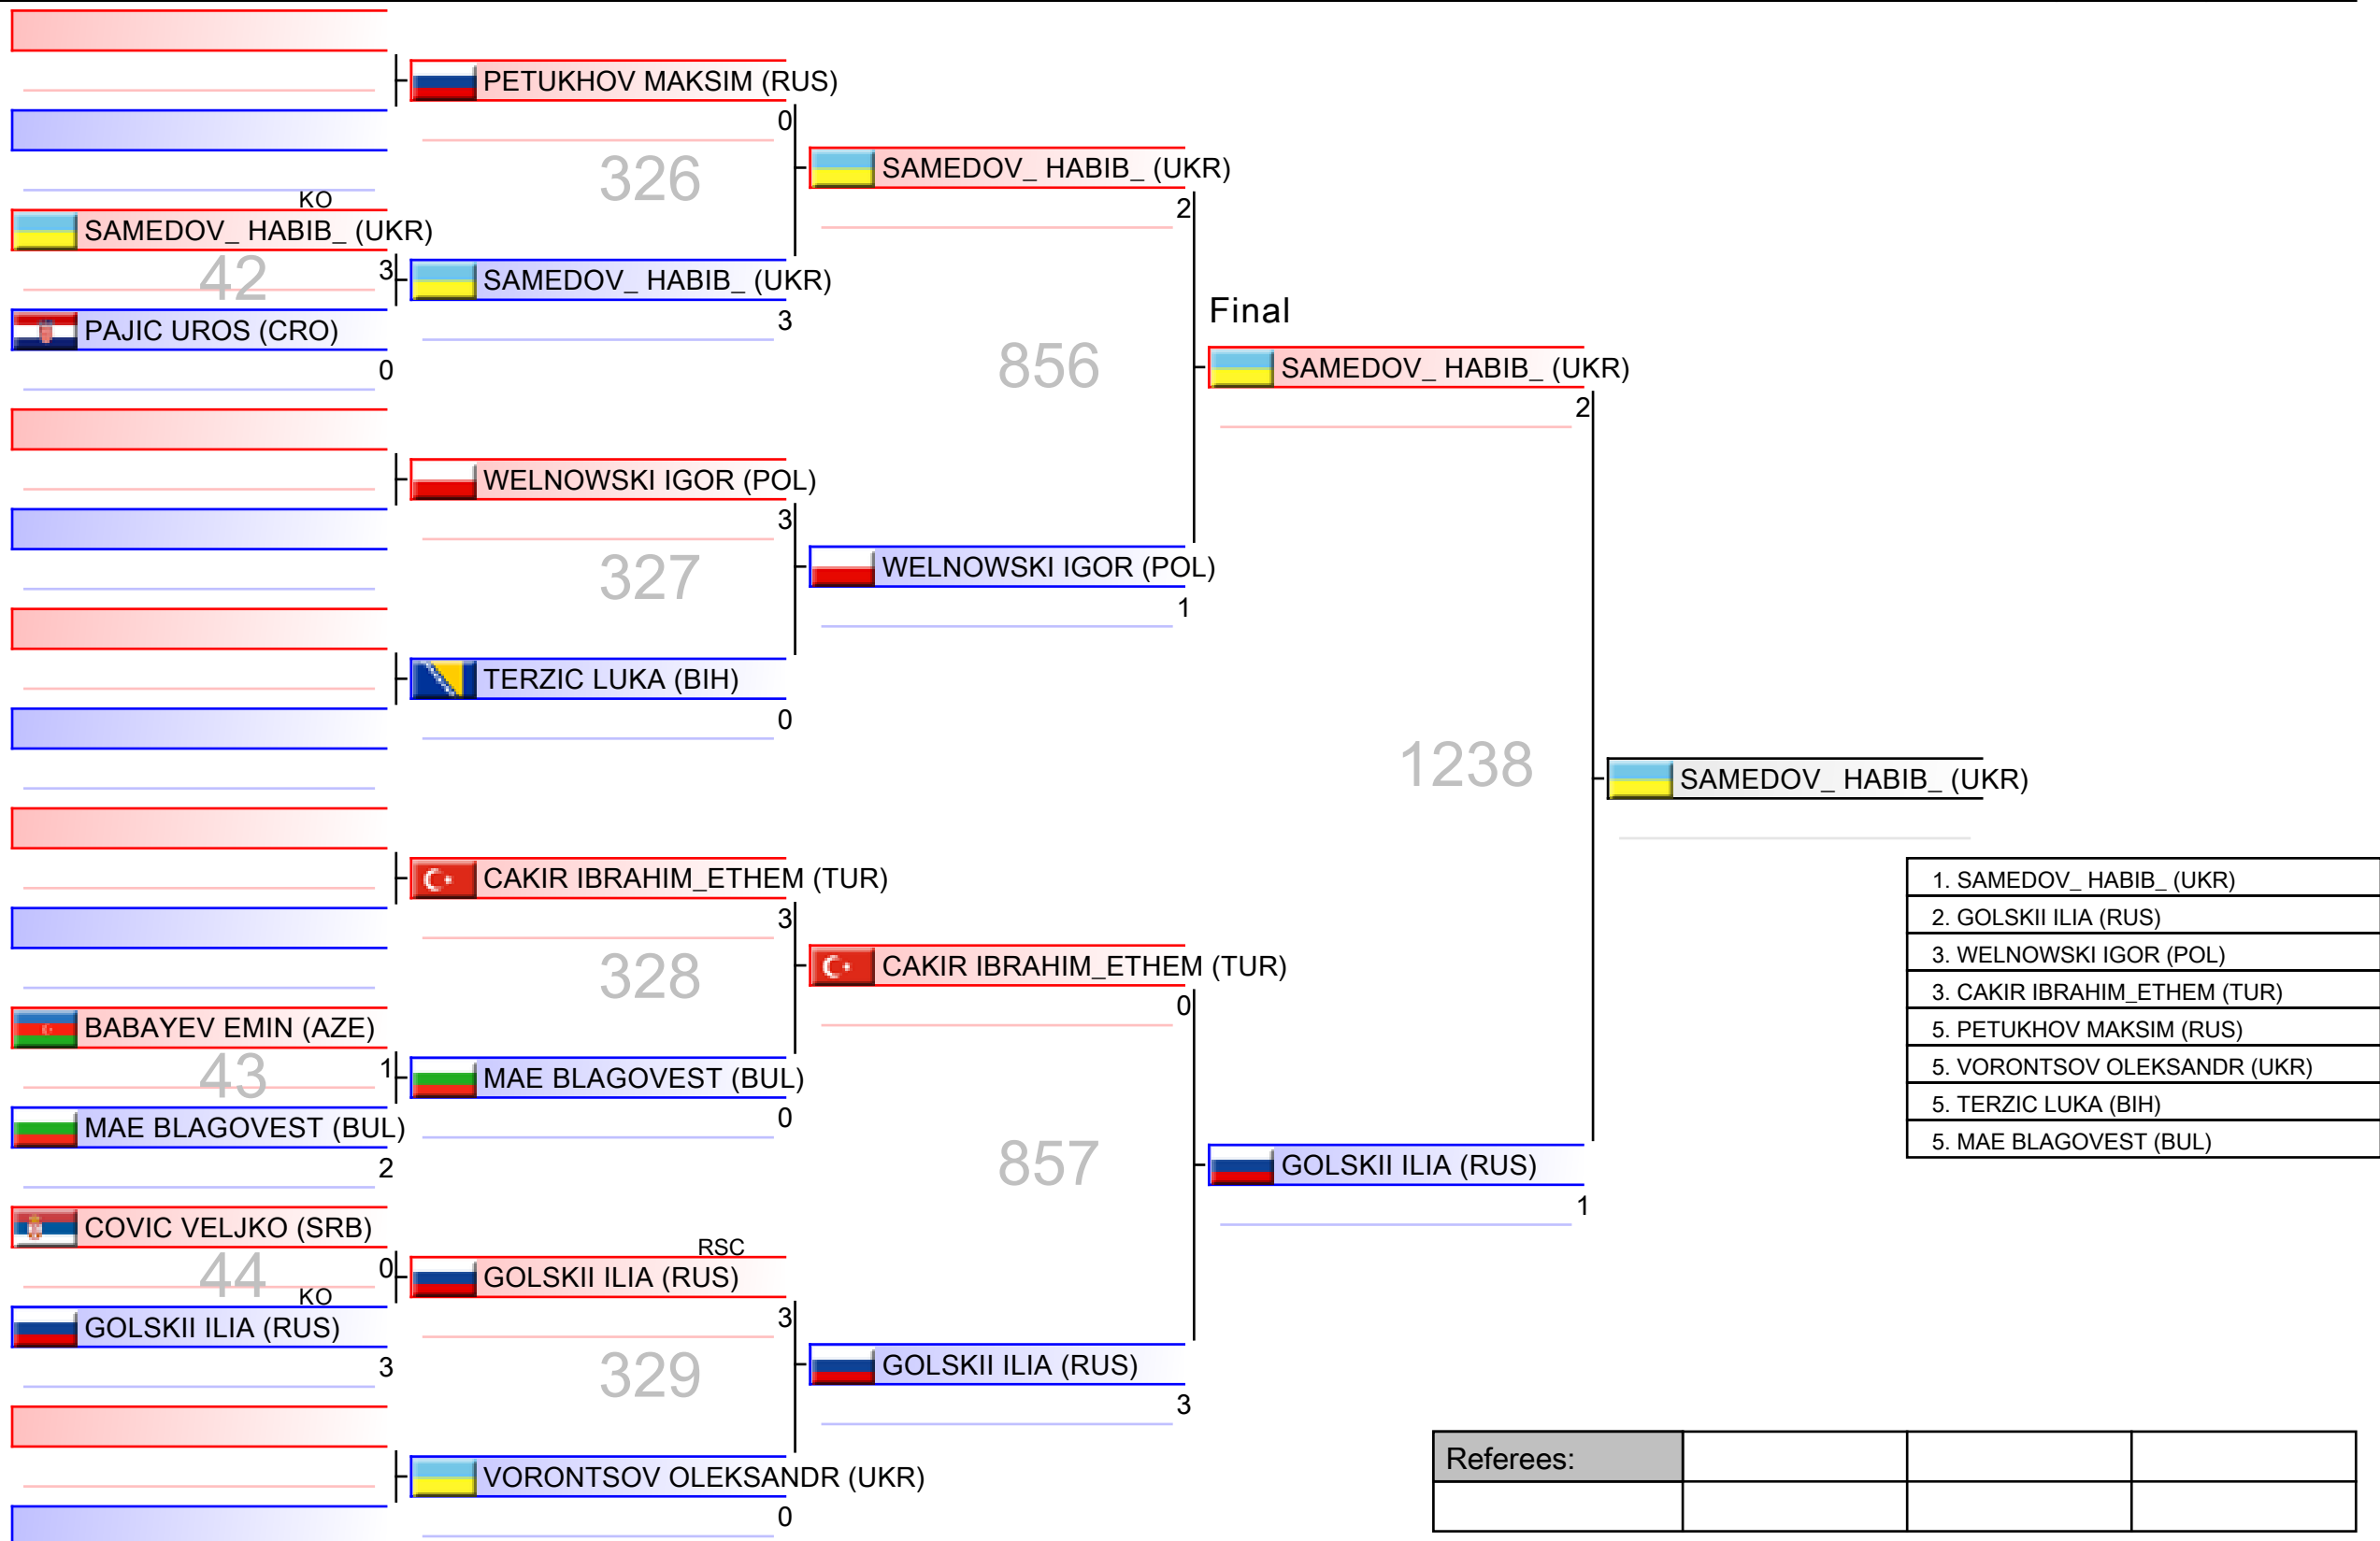 PETUKHOV MAKSIM (RUS)
0
326
SAMEDOV_ HABIB_ (UKR)
2
KO
SAMEDOV_ HABIB_ (UKR)
42
3
SAMEDOV_ HABIB_ (UKR)
3
PAJIC UROS (CRO)
0
Final
856
SAMEDOV_ HABIB_ (UKR)
2
WELNOWSKI IGOR (POL)
3
327
WELNOWSKI IGOR (POL)
1
TERZIC LUKA (BIH)
0
1238
SAMEDOV_ HABIB_ (UKR)
CAKIR IBRAHIM_ETHEM (TUR)
3
328
CAKIR IBRAHIM_ETHEM (TUR)
0
BABAYEV EMIN (AZE)
43
1
MAE BLAGOVEST (BUL)
0
MAE BLAGOVEST (BUL)
2
857
GOLSKII ILIA (RUS)
1
COVIC VELJKO (SRB)
44
0
RSC
GOLSKII ILIA (RUS)
3
KO
GOLSKII ILIA (RUS)
3
329
GOLSKII ILIA (RUS)
3
VORONTSOV OLEKSANDR (UKR)
0
1. SAMEDOV_ HABIB_ (UKR)
2. GOLSKII ILIA (RUS)
3. WELNOWSKI IGOR (POL)
3. CAKIR IBRAHIM_ETHEM (TUR)
5. PETUKHOV MAKSIM (RUS)
5. VORONTSOV OLEKSANDR (UKR)
5. TERZIC LUKA (BIH)
5. MAE BLAGOVEST (BUL)
Referees: